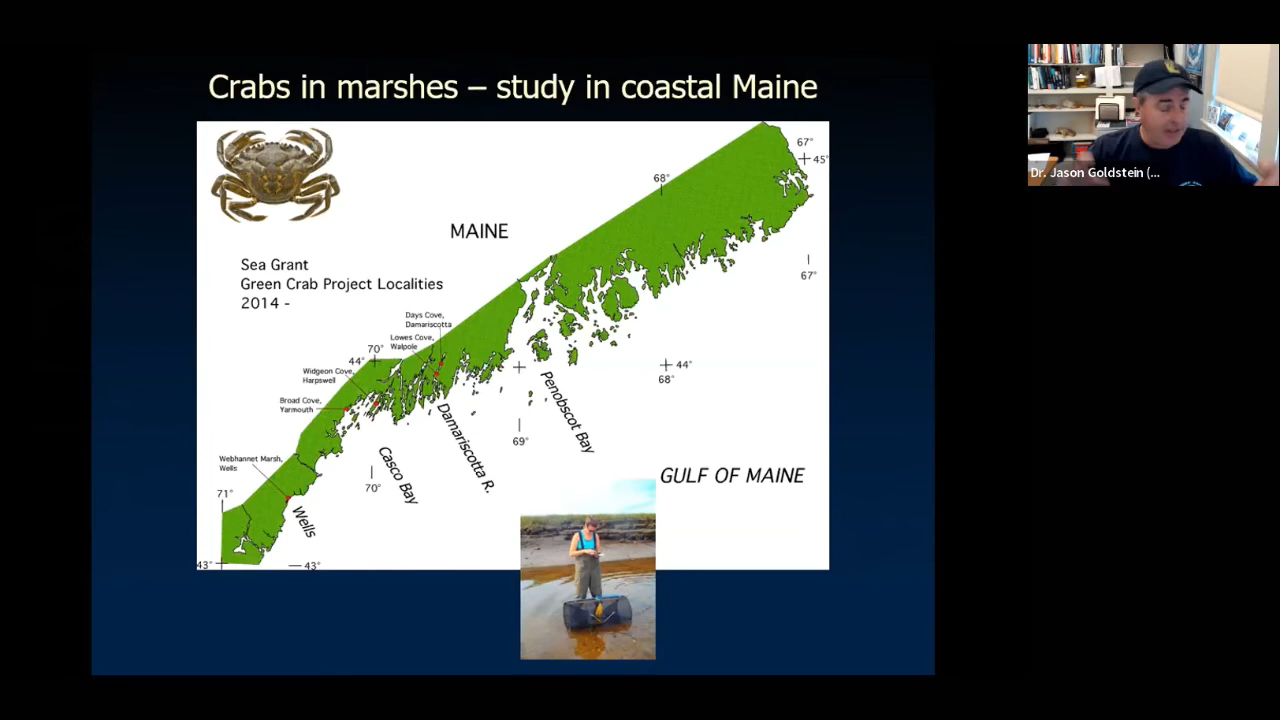 Crabs in marshes – study in coastal Maine
67°
45°
68°
MAINE
Sea Grant
Green Crab Project Localities
2014 -
67°
Days Cove,
Damariscotta
Lowes Cove,
Walpole
70°
44°
44°
68°
Widgeon Cove,
Harpswell
Broad Cove,
Yarmouth
Penobscot Bay
69°
Damariscotta R.
Casco Bay
Webhannet Marsh,
Wells
70°
GULF OF MAINE
71°
Wells
43°
43°
Dr. Jason Goldstein (...